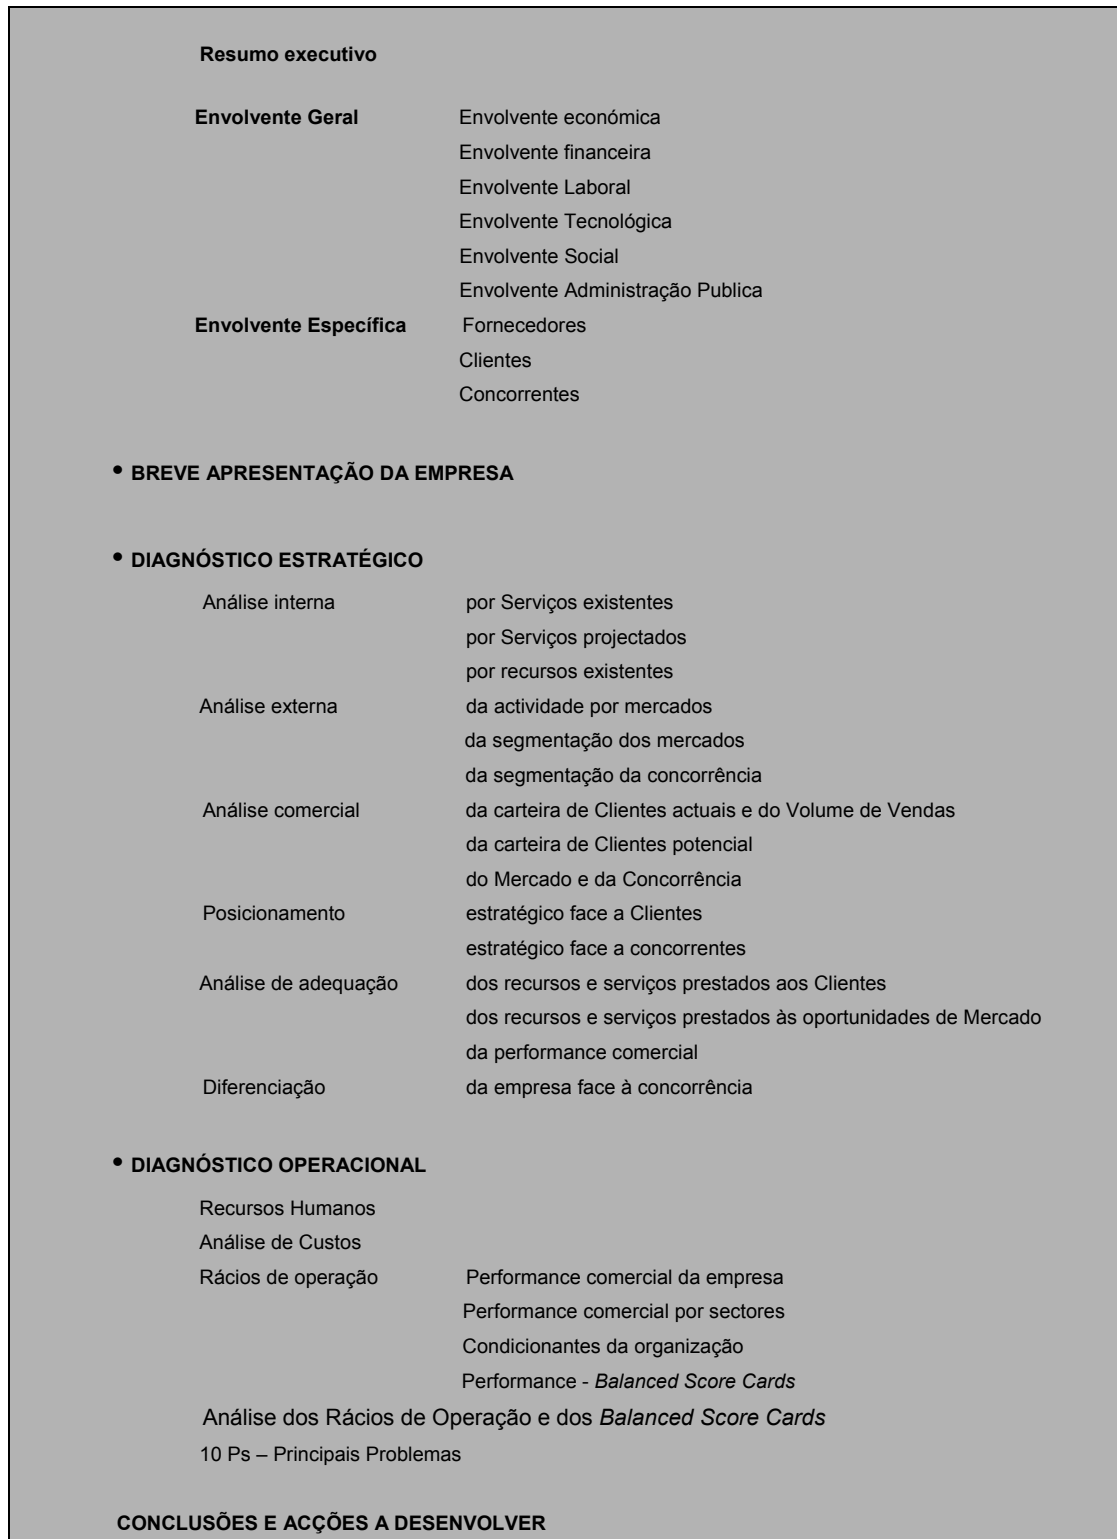 Resumo executivo
Envolvente Geral Envolvente económica
Envolvente financeira
Envolvente Laboral
Envolvente Tecnológica
Envolvente Social
Envolvente Administração Publica
Envolvente Específica Fornecedores
Clientes
Concorrentes
• BREVE APRESENTAÇÃO DA EMPRESA
• DIAGNÓSTICO ESTRATÉGICO
Análise interna por Serviços existentes
por Serviços projectados
por recursos existentes
Análise externa da actividade por mercados
da segmentação dos mercados
da segmentação da concorrência
Análise comercial da carteira de Clientes actuais e do Volume de Vendas
da carteira de Clientes potencial
do Mercado e da Concorrência
Posicionamento estratégico face a Clientes
estratégico face a concorrentes
Análise de adequação dos recursos e serviços prestados aos Clientes
dos recursos e serviços prestados às oportunidades de Mercado
da performance comercial
Diferenciação da empresa face à concorrência
• DIAGNÓSTICO OPERACIONAL
Recursos Humanos
Análise de Custos
Rácios de operação Performance comercial da empresa
Performance comercial por sectores
Condicionantes da organização
Performance - Balanced Score Cards
Análise dos Rácios de Operação e dos Balanced Score Cards
10 Ps – Principais Problemas
CONCLUSÕES E ACÇÕES A DESENVOLVER